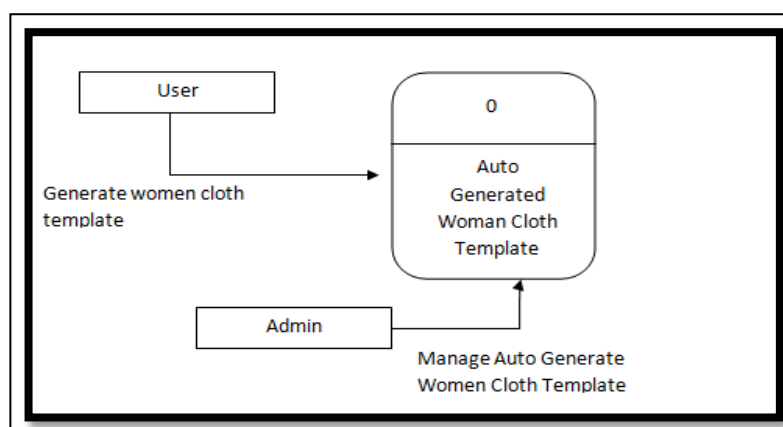 User
0
Auto
Generated
Woman Cloth
Template
Generate women cloth
template
Admin
Manage Auto Generate
Women Cloth Template